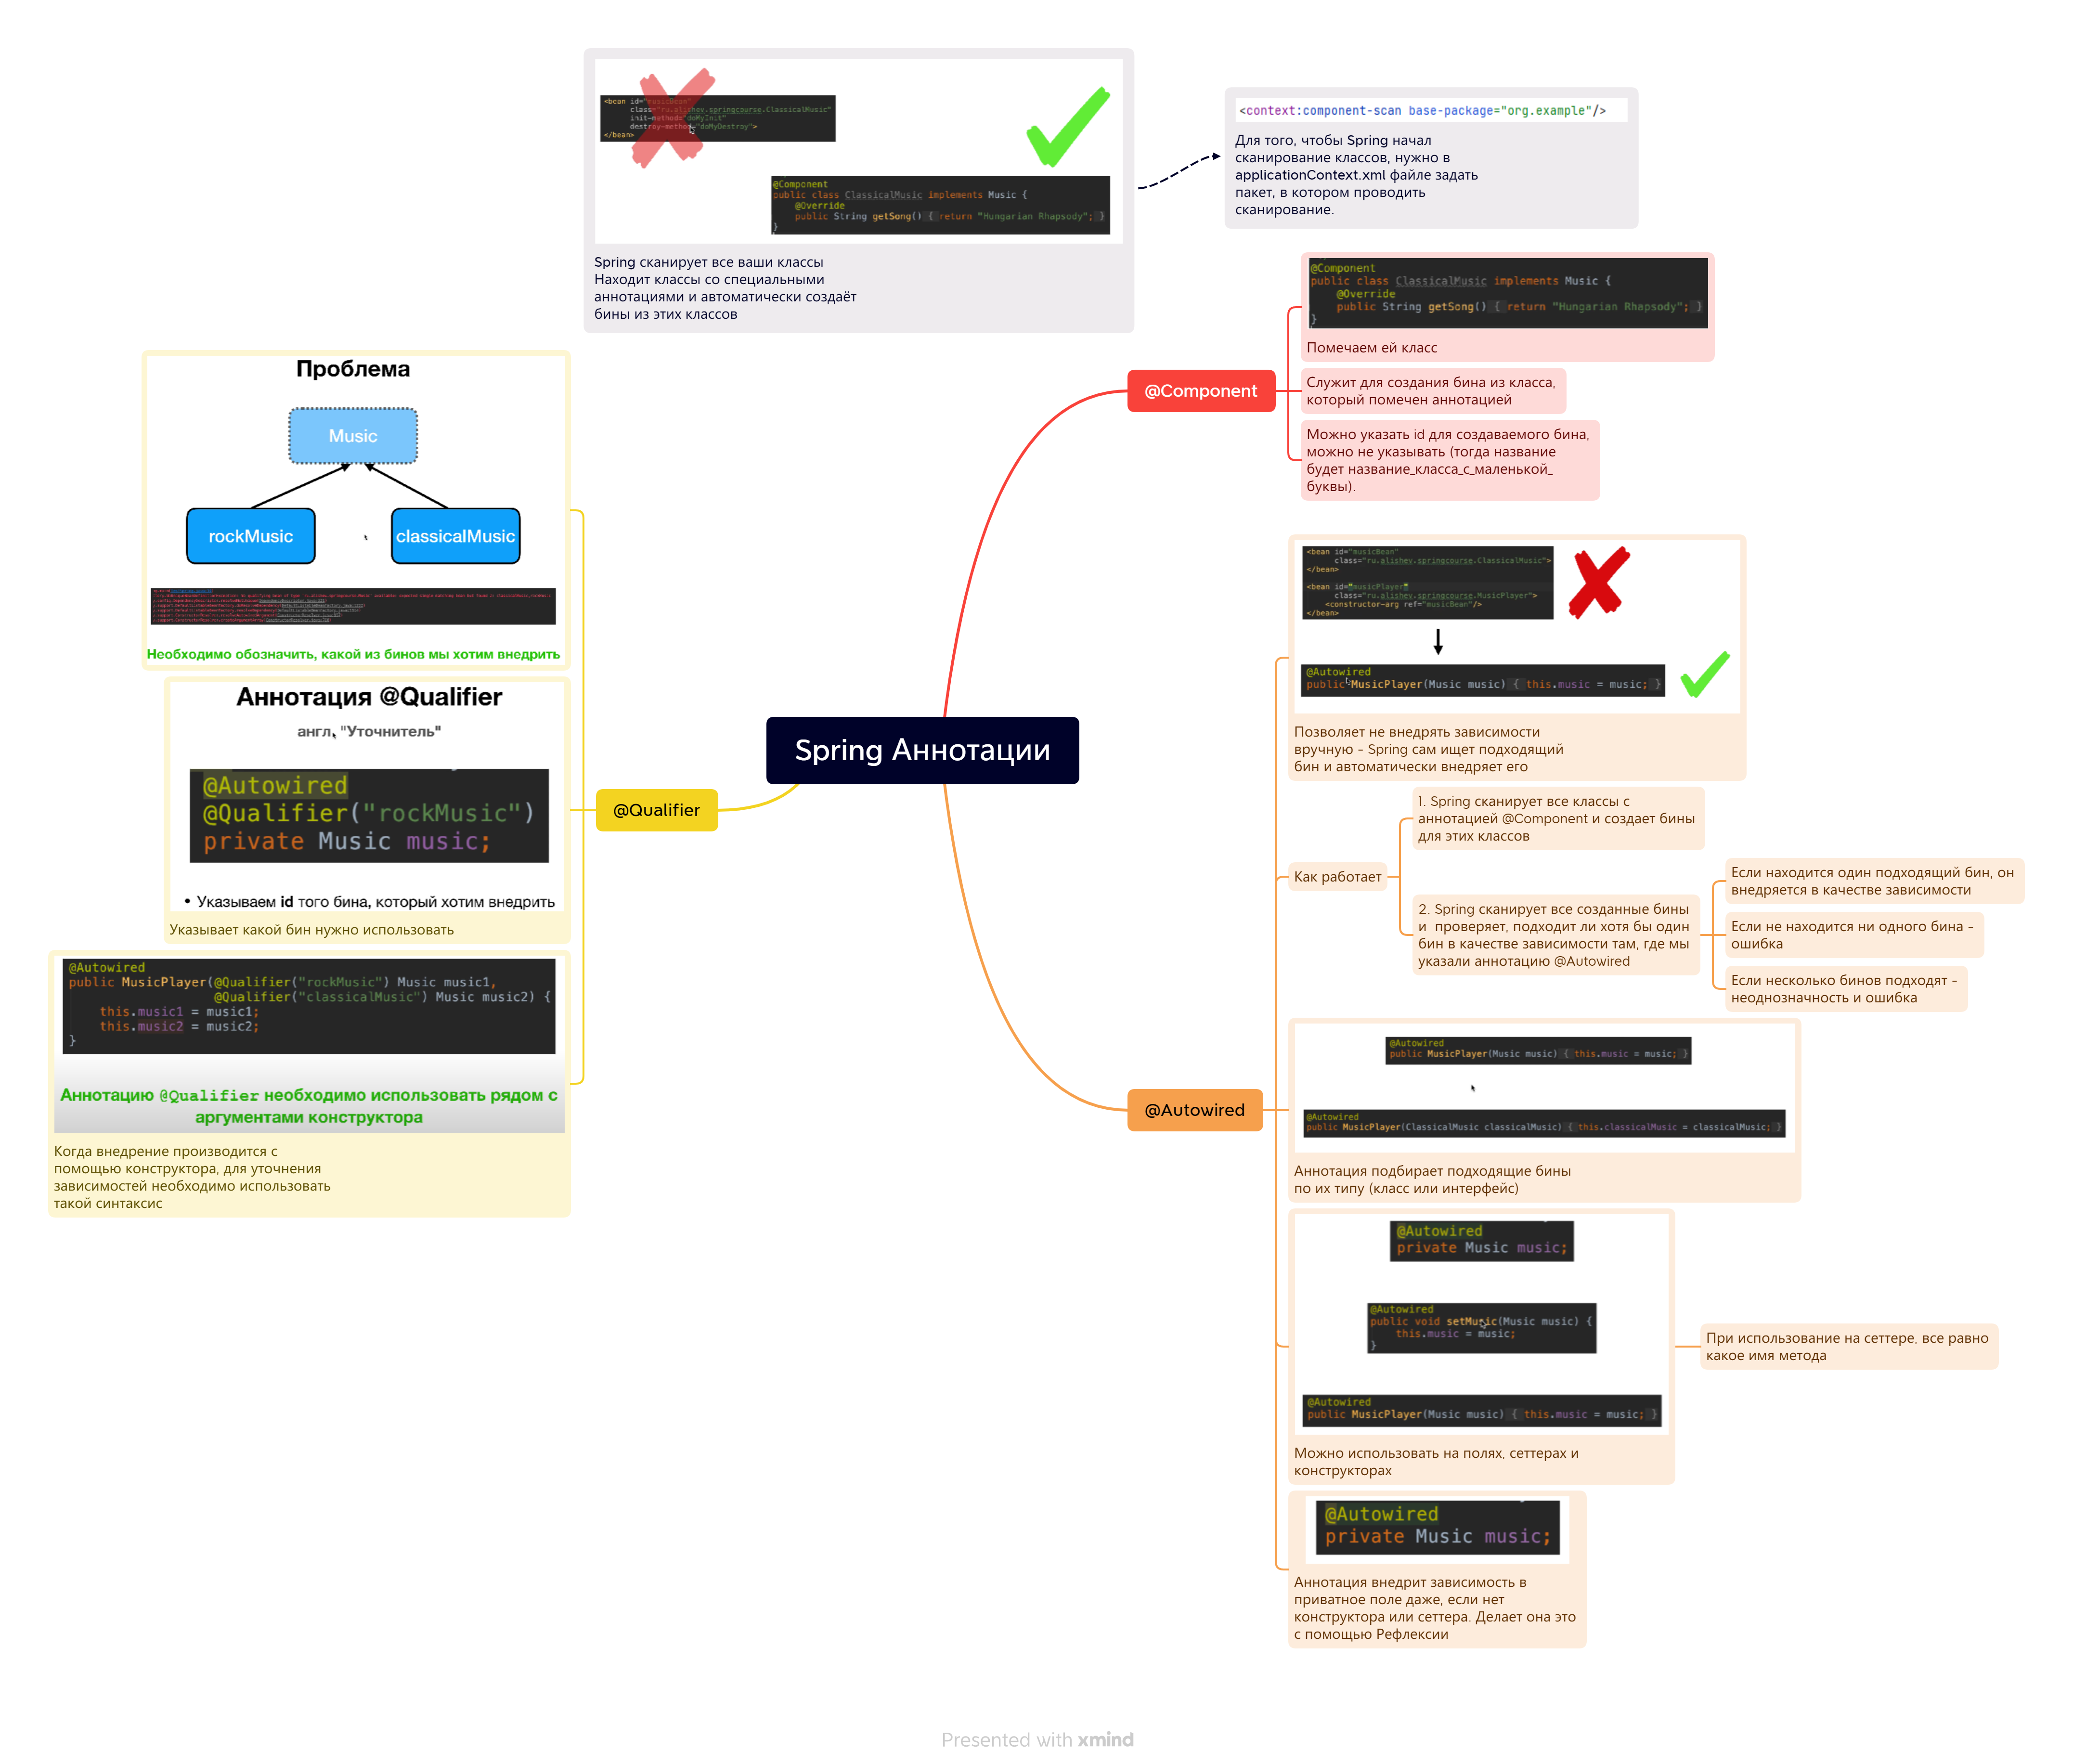 <bean id="musicBean"
class="ru.alishev.springcourse.ClassicalMusic"
init-method="doMyInit"
destroy-method="doMyDestroy">
</bean>
@Component
public class ClassicalMusic implements Music {
@Override
public String getSong() { return "Hungarian Rhapsody"; }
}
Spring сканирует все ваши классы
Находит классы со специальными
аннотациями и автоматически создаёт
бины из этих классов
<context:component-scan base-package="org.example"/>
Для того, чтобы Spring начал
сканирование классов, нужно в
applicationContext.xml файле задать
пакет, в котором проводить
сканирование.
Spring Аннотации
@Component
@Component
public class ClassicalMusic implements Music {
@Override
public String getSong() { return "Hungarian Rhapsody"; }
}
Помечаем ей класс
Служит для создания бина из класса,
который помечен аннотацией
Можно указать id для создаваемого бина,
можно не указывать (тогда название
будет название_класса_с_маленькой_
буквы).
@Autowired
<bean id="musicBean"
class="ru.alishev.springcourse.ClassicalMusic">
</bean>
<bean id="musicPlayer"
class="ru.alishev.springcourse.MusicPlayer">
<constructor-arg ref="musicBean"/>
</bean>
@Autowired
public MusicPlayer(Music music) { this.music = music; }
Позволяет не внедрять зависимости
вручную - Spring сам ищет подходящий
бин и автоматически внедряет его
Как работает
1. Spring сканирует все классы с
аннотацией @Component и создает бины
для этих классов
2. Spring сканирует все созданные бины
и проверяет, подходит ли хотя бы один
бин в качестве зависимости там, где мы
указали аннотацию @Autowired
Если находится один подходящий бин, он
внедряется в качестве зависимости
Если не находится ни одного бина -
ошибка
Если несколько бинов подходят -
неоднозначность и ошибка
@Autowired
public MusicPlayer(Music music) { this.music = music; }
@Autowired
public MusicPlayer(ClassicalMusic classicalMusic) { this.classicalMusic = classicalMusic; }
Аннотация подбирает подходящие бины
по их типу (класс или интерфейс)
@Autowired
private Music music;
@Autowired
public void setMusic(Music music) {
this.music = music;
}
@Autowired
public MusicPlayer(Music music) { this.music = music; }
Можно использовать на полях, сеттерах и
конструкторах
При использование на сеттере, все равно
какое имя метода
@Autowired
private Music music;
Аннотация внедрит зависимость в
приватное поле даже, если нет
конструктора или сеттера. Делает она это
с помощью Рефлексии
@Qualifier
Проблема
Music
rockMusic
classicalMusic
Необходимо обозначить, какой из бинов мы хотим внедрить
Аннотация @Qualifier
англ. "Уточнитель"
@Autowired
@Qualifier("rockMusic")
private Music music;
• Указываем id того бина, который хотим внедрить
Указывает какой бин нужно использовать
@Autowired
public MusicPlayer(@Qualifier("rockMusic") Music music1,
@Qualifier("classicalMusic") Music music2) {
this.music1 = music1;
this.music2 = music2;
}
Аннотацию @Qualifier необходимо использовать рядом с
аргументами конструктора
Когда внедрение производится с
помощью конструктора, для уточнения
зависимостей необходимо использовать
такой синтаксис
Presented with xmind